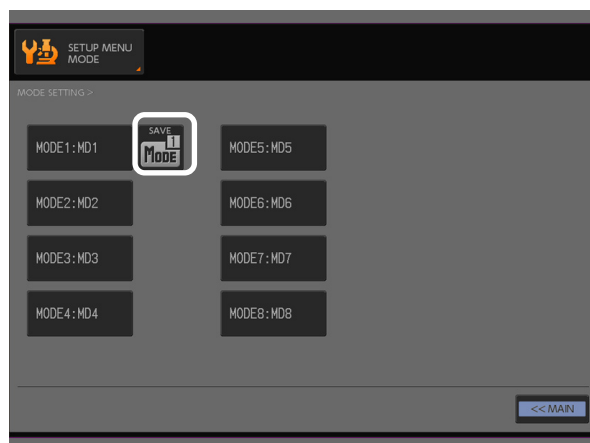 SETUP MENU
MODE
MODE SETTING >
MODE1:MD1
SAVE
1
MODE
MODE5:MD5
MODE2:MD2
MODE6:MD6
MODE3:MD3
MODE7:MD7
MODE4:MD4
MODE8:MD8
<< MAIN